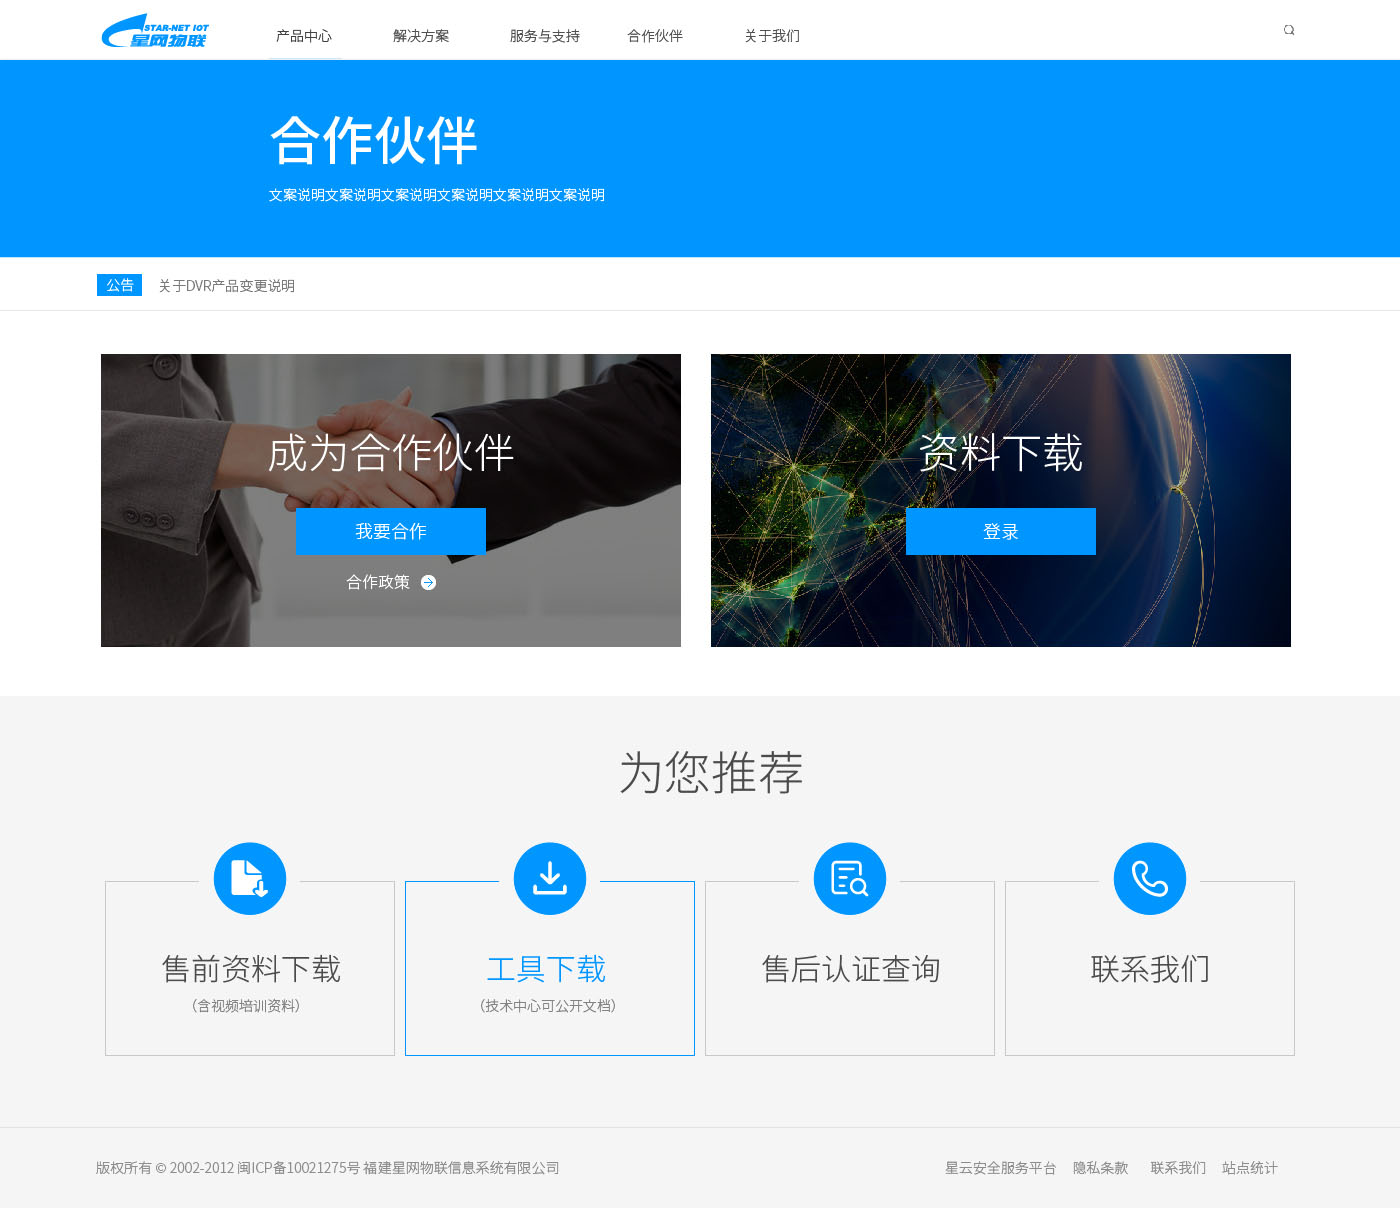 STAR-NET IOT
星网物联
产品中心 解决方案 服务与支持 合作伙伴 关于我们
合作伙伴
文案说明文案说明文案说明文案说明文案说明文案说明
公告 关于DVR产品变更说明
成为合作伙伴
我要合作
合作政策
资料下载
登录
为您推荐
售前资料下载
（含视频培训资料）
工具下载
（技术中心可公开文档）
售后认证查询
联系我们
版权所有 © 2002-2012 闽ICP备10021275号 福建星网物联信息系统有限公司
星云安全服务平台 隐私条款 联系我们 站点统计